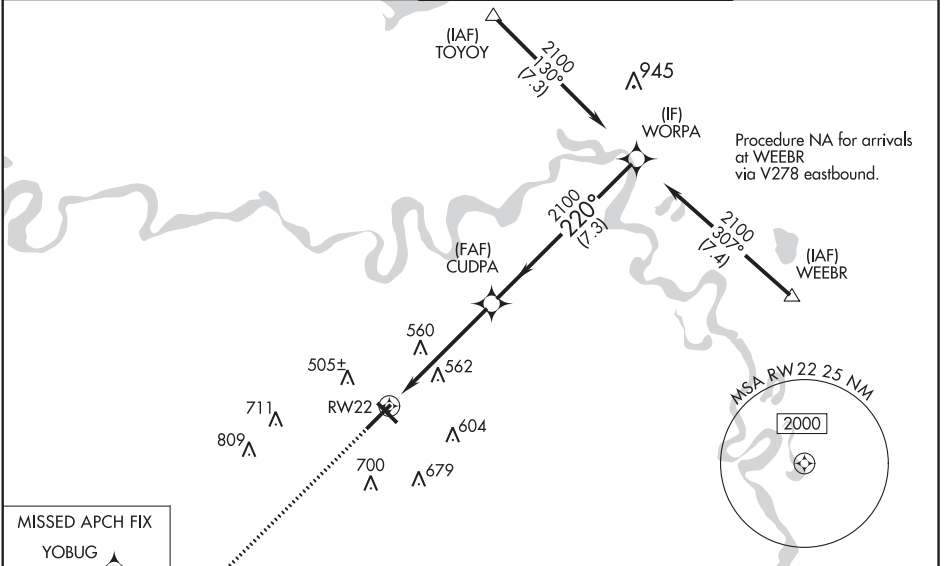 (IAF)
TOYOY
2100
130°
(7.3)
945
(IF)
WORPA
Procedure NA for arrivals
at WEEBR
via V278 eastbound.
2100
220°
(7.3)
2100
307°
(7.4)
(IAF)
WEEBR
(FAF)
CUDPA
560
562
505±
RW22
711
809
604
700
679
MSA RW22 25 NM
2000
MISSED APCH FIX
YOBUG